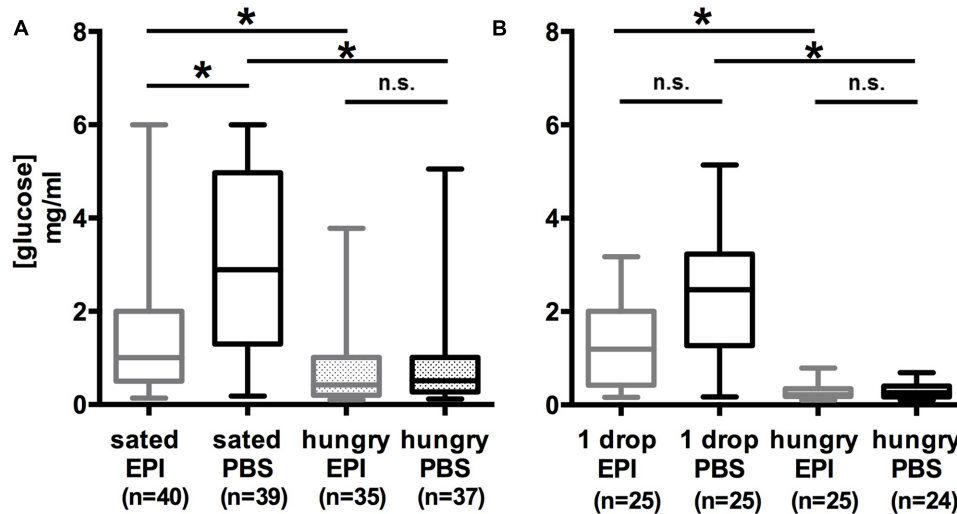 A
B
8
*
*
*
n.s.
6
4
2
0
[glucose]
mg/ml
sated
EPI
(n=40)
sated
PBS
(n=39)
hungry
EPI
(n=35)
hungry
PBS
(n=37)
8
*
*
n.s.
n.s.
6
4
2
0
1 drop
EPI
(n=25)
1 drop
PBS
(n=25)
hungry
EPI
(n=25)
hungry
PBS
(n=24)